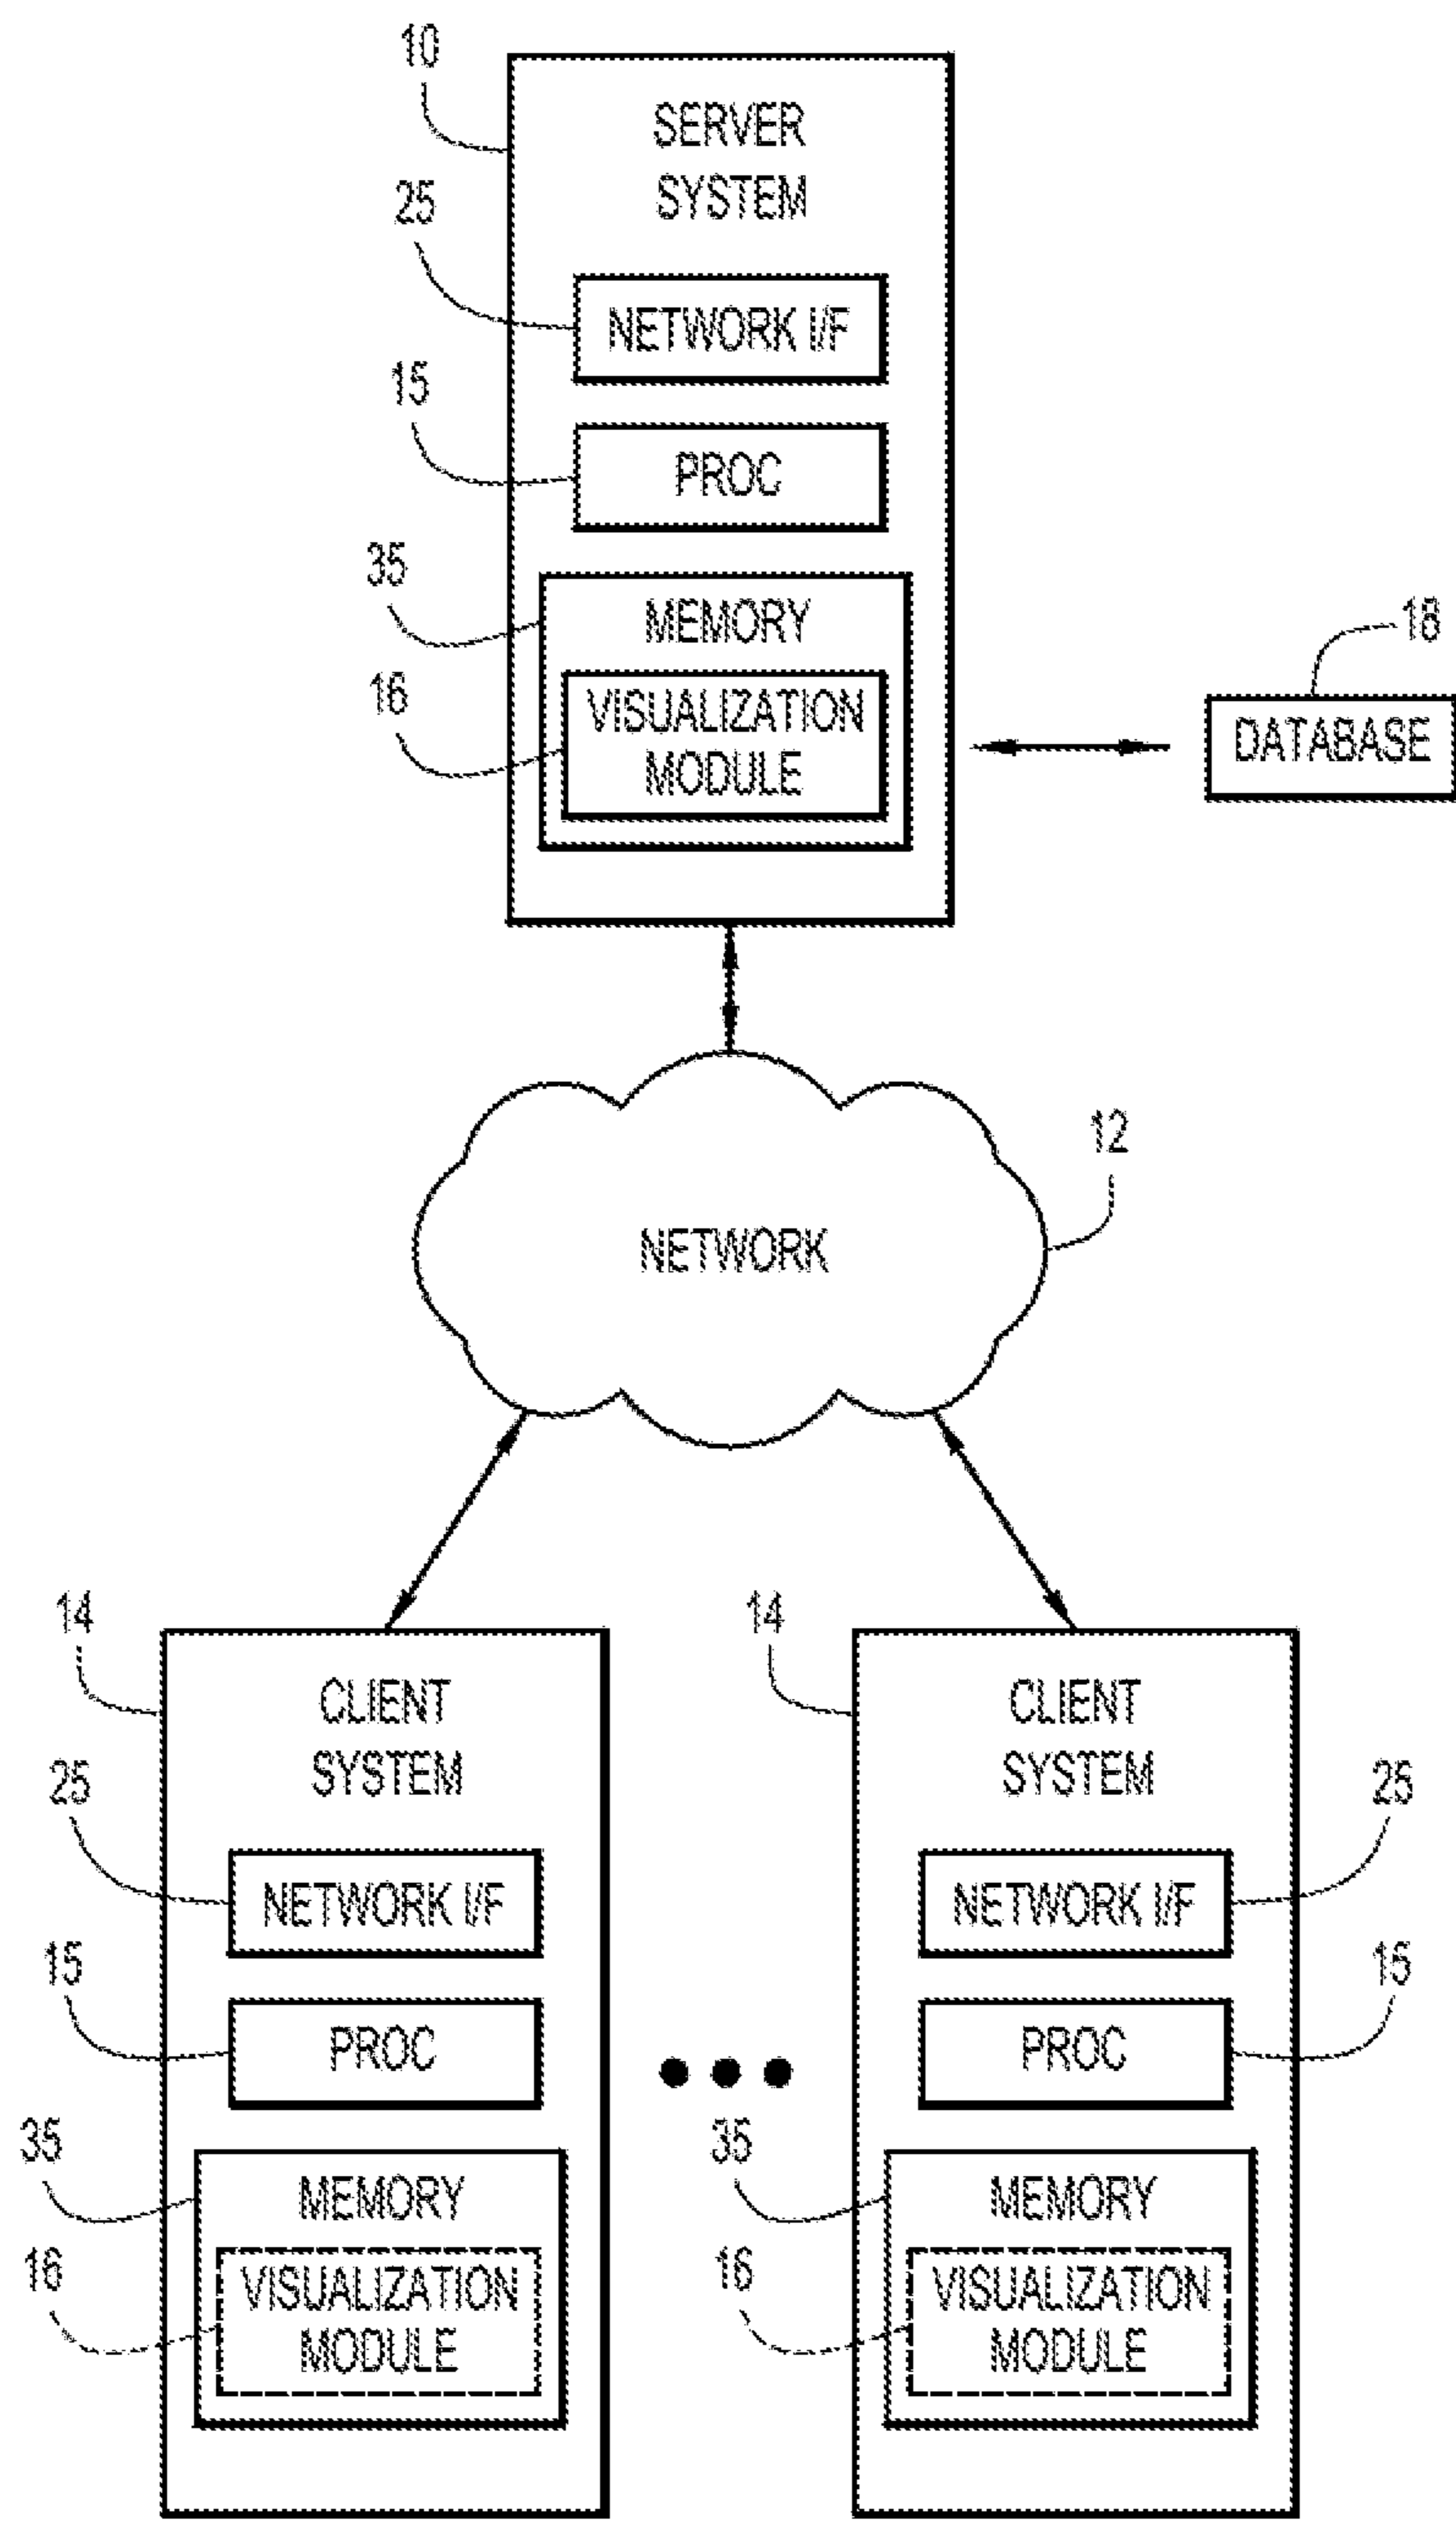 10
SERVER
SYSTEM
25
NETWORK I/F
15
PROC
35
MEMORY
16
VISUALIZATION
MODULE
18
DATABASE
12
NETWORK
14
CLIENT
SYSTEM
25
NETWORK I/F
15
PROC
35
MEMORY
16
VISUALIZATION
MODULE
14
CLIENT
SYSTEM
25
NETWORK I/F
15
PROC
35
MEMORY
16
VISUALIZATION
MODULE